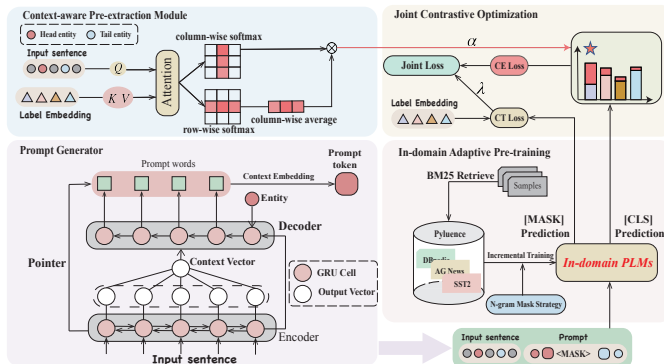 Context-aware Pre-extraction Module
Head entity
Tail entity
Input sentence
Q
K V
Label Embedding
Attention
column-wise softmax
row-wise softmax
column-wise average
α
Joint Contrastive Optimization
Joint Loss
CE Loss
λ
Label Embedding
CT Loss
Prompt Generator
Prompt words
Context Embedding
Prompt
token
Entity
Decoder
Pointer
Context Vector
GRU Cell
Output Vector
Encoder
Input sentence
In-domain Adaptive Pre-training
BM25 Retrieve
Samples
Pyluence
AG News
SST2
Incremental Training
N-gram Mask Strategy
[MASK]
Prediction
[CLS]
Prediction
In-domain PLMs
Input sentence
Prompt
<MASK>